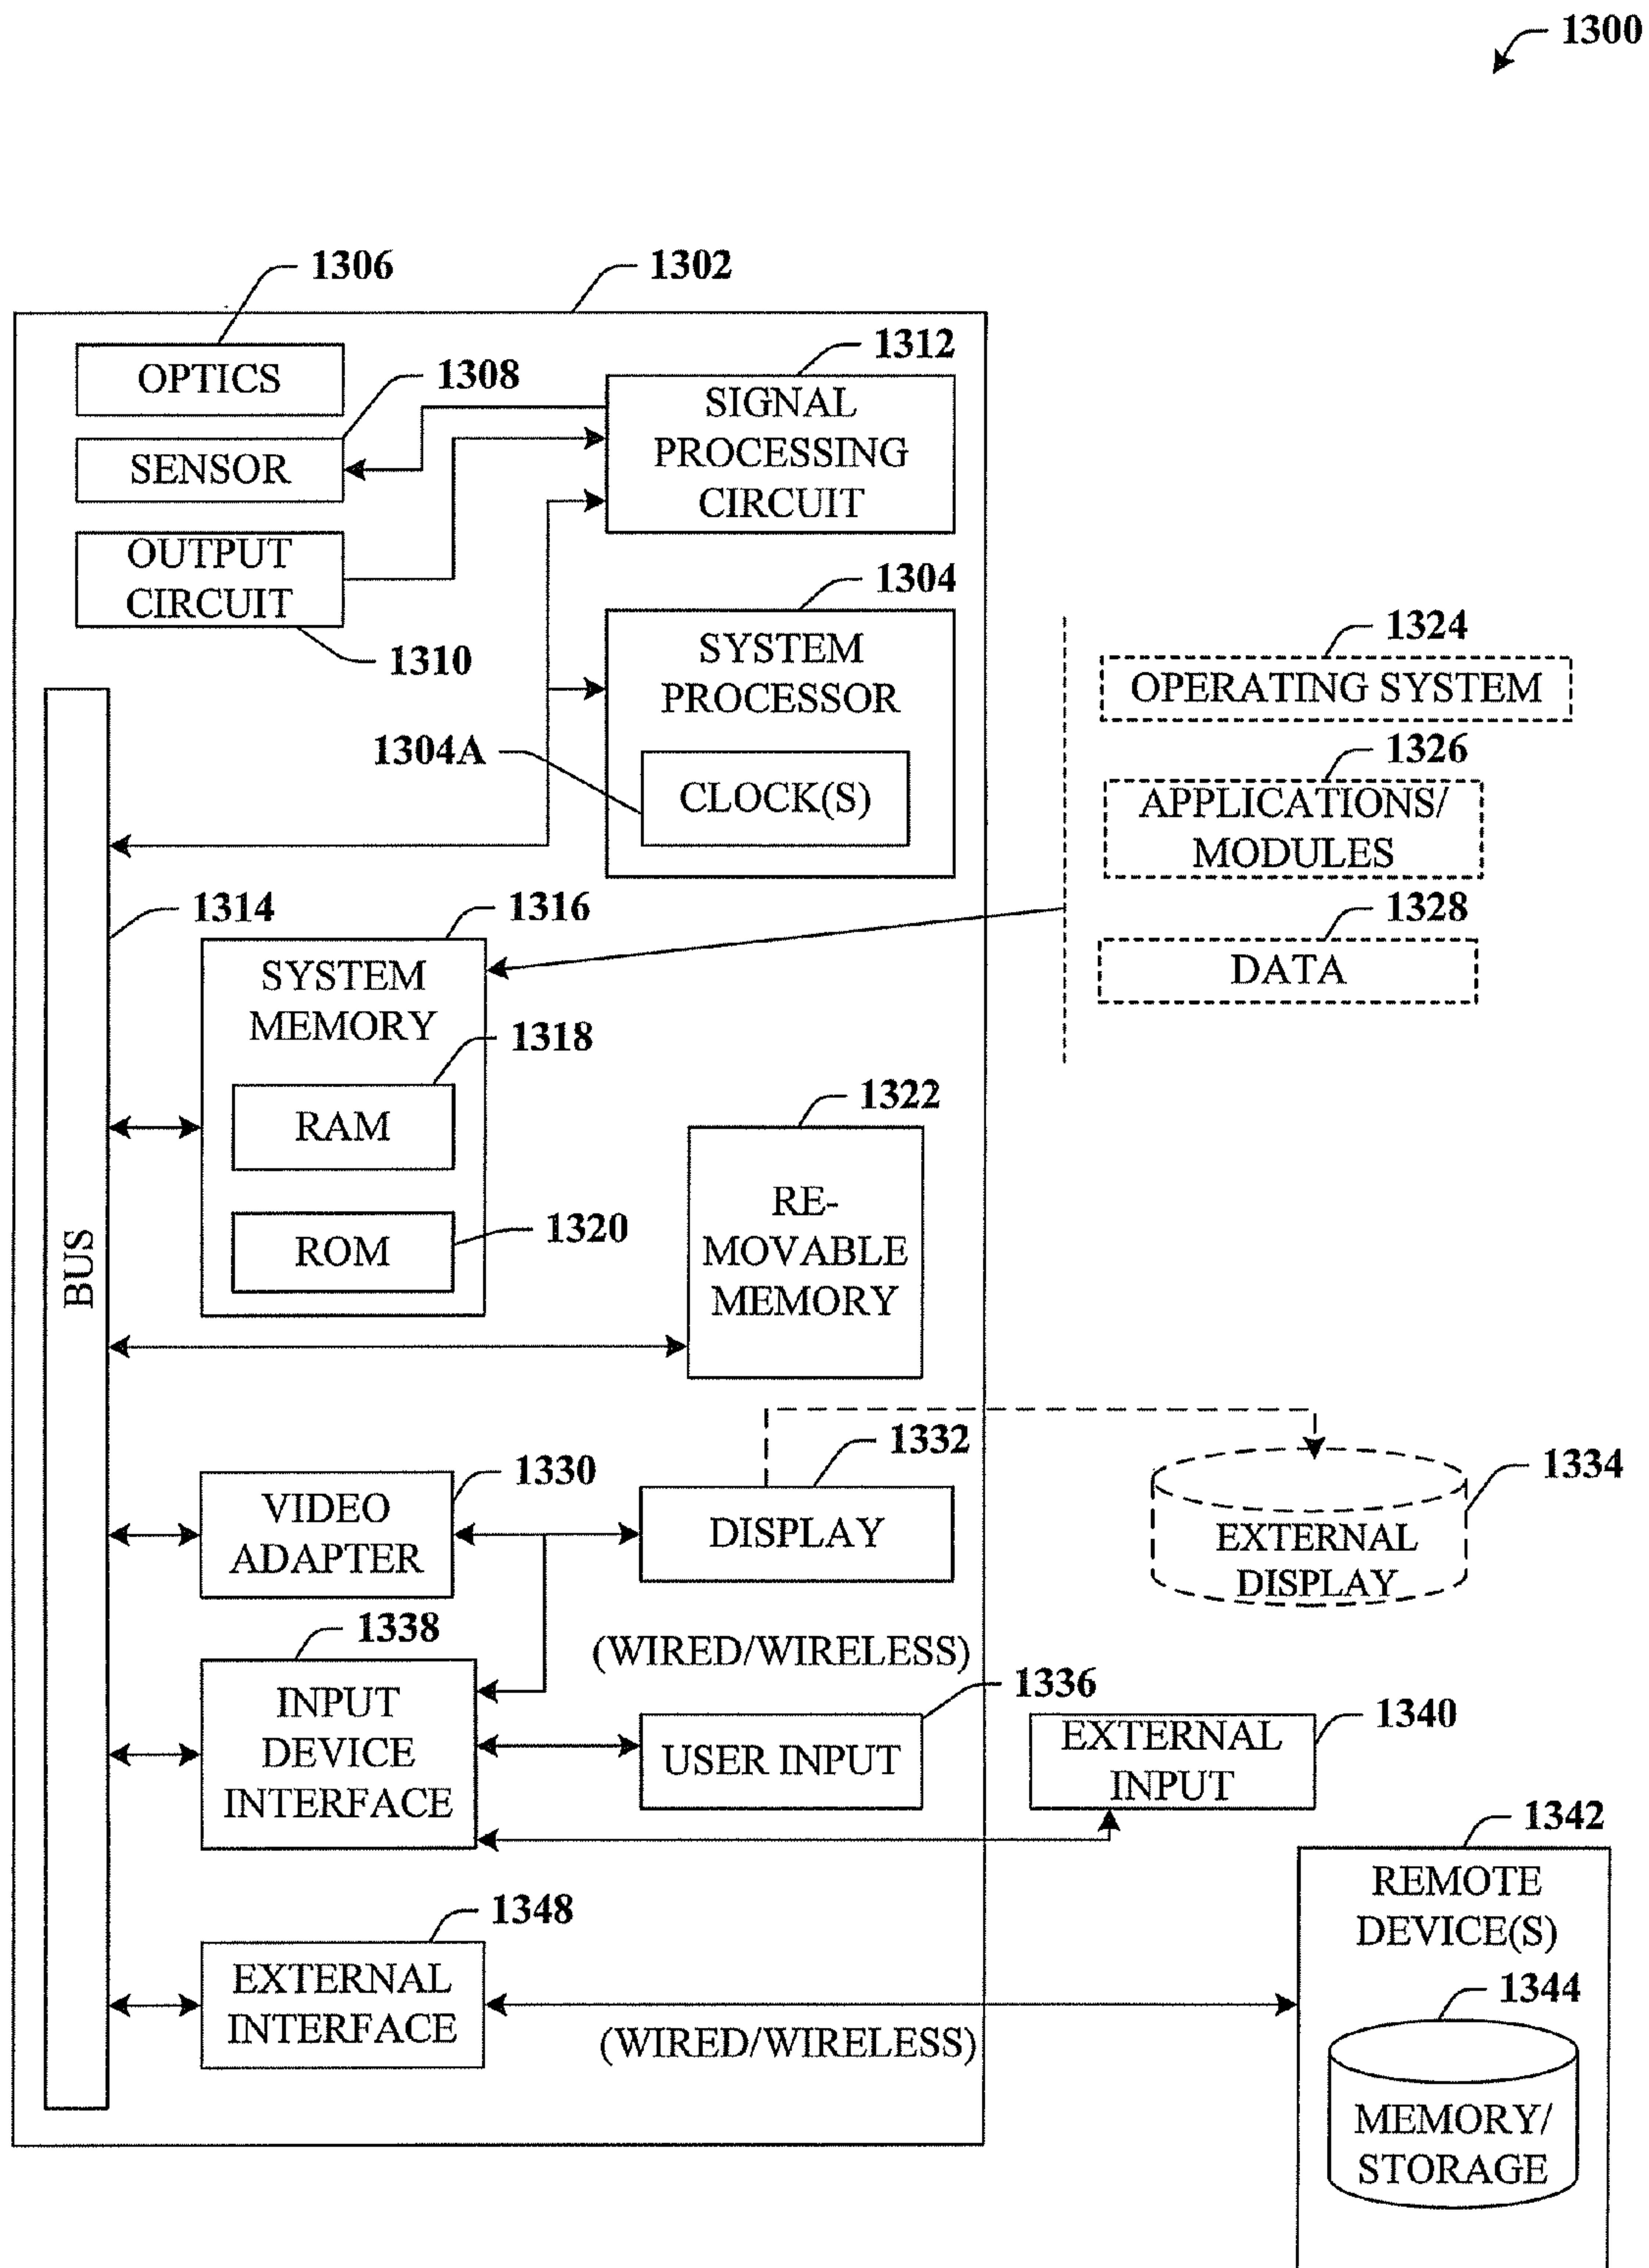 1300
1306
1302
OPTICS
1308
1312
SENSOR
SIGNAL
PROCESSING
CIRCUIT
OUTPUT
CIRCUIT
1310
1304
SYSTEM
PROCESSOR
1304A
CLOCK(S)
1324
OPERATING SYSTEM
1326
APPLICATIONS/
MODULES
1328
DATA
1314
BUS
1316
SYSTEM
MEMORY
1318
RAM
1320
ROM
1322
RE-
MOVABLE
MEMORY
1330
VIDEO
ADAPTER
1332
DISPLAY
1334
EXTERNAL
DISPLAY
(WIRED/WIRELESS)
1338
INPUT
DEVICE
INTERFACE
1336
USER INPUT
1340
EXTERNAL
INPUT
1348
EXTERNAL
INTERFACE
(WIRED/WIRELESS)
1342
REMOTE
DEVICE(S)
1344
MEMORY/
STORAGE